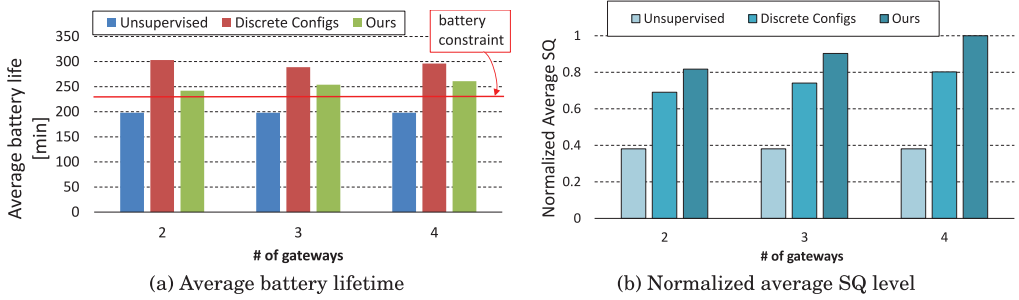 Unsupervised Discrete Configs Ours
battery
constraint
350
300
250
200
150
100
50
0
Average battery life
[min]
2 3 4
# of gateways
(a) Average battery lifetime
Unsupervised Discrete Configs Ours
1
0.8
0.6
0.4
0.2
0
Normalized Average SQ
2 3 4
# of gateways
(b) Normalized average SQ level